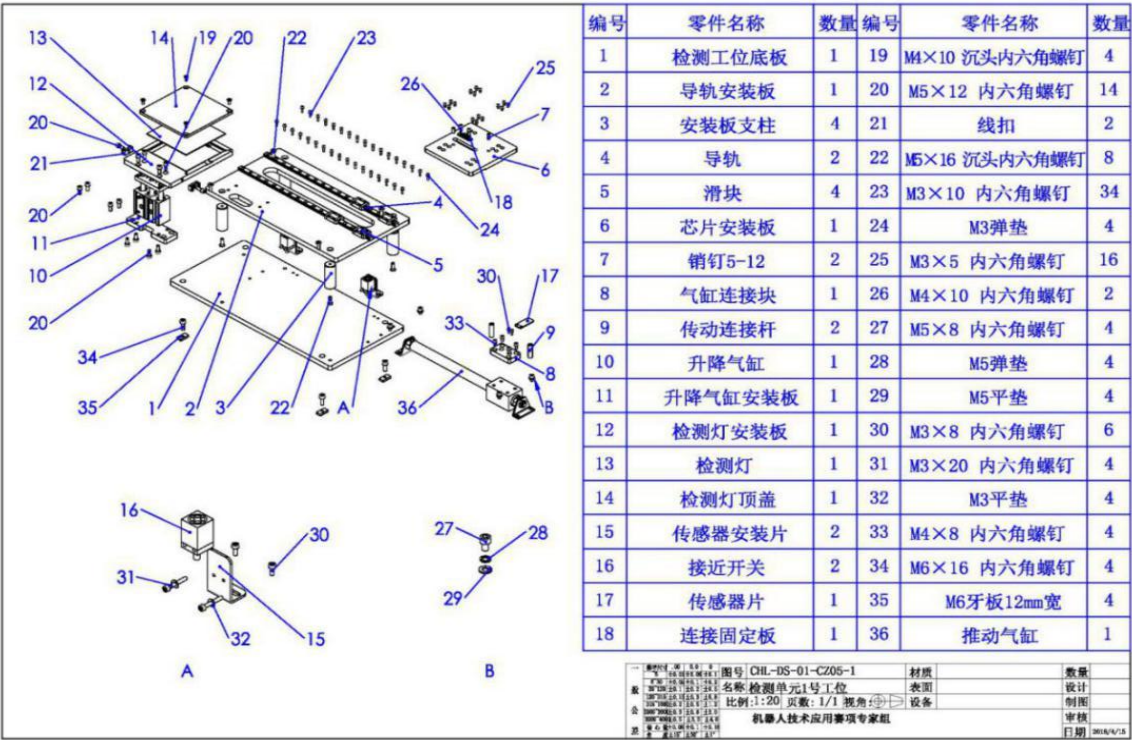 13
14
19
20
22
23
12
26
25
20
7
21
6
20
18
4
24
11
5
30
17
10
33
9
20
34
8
35
1
2
3
22
A
36
B
16
30
27
28
31
29
32
15
A
B
编号 零件名称 数量 编号 零件名称 数量
1 检测工位底板 1 19 M4×10 沉头内六角螺钉 4
2 导轨安装板 1 20 M5×12 内六角螺钉 14
3 安装板支柱 4 21 线扣 2
4 导轨 2 22 M5×16 沉头内六角螺钉 8
5 滑块 4 23 M3×10 内六角螺钉 34
6 芯片安装板 1 24 M3弹垫 4
7 销钉5-12 2 25 M3×5 内六角螺钉 16
8 气缸连接块 1 26 M4×10 内六角螺钉 2
9 传动连接杆 2 27 M5×8 内六角螺钉 4
10 升降气缸 1 28 M5弹垫 4
11 升降气缸安装板 1 29 M5平垫 4
12 检测灯安装板 1 30 M3×8 内六角螺钉 6
13 检测灯 1 31 M3×20 内六角螺钉 4
14 检测灯顶盖 1 32 M3平垫 4
15 传感器安装片 2 33 M4×8 内六角螺钉 4
16 接近开关 2 34 M6×16 内六角螺钉 4
17 传感器片 1 35 M6牙板12mm宽 4
18 连接固定板 1 36 推动气缸 1
一般公差
图号 CHL-DS-01-CZ05-1 材质 数量
名称 检测单元1号工位 表面 设计
比例:1:20 页数: 1/1 视角: 设备 制图
机器人技术应用赛项专家组 审核
日期 2018/4/15